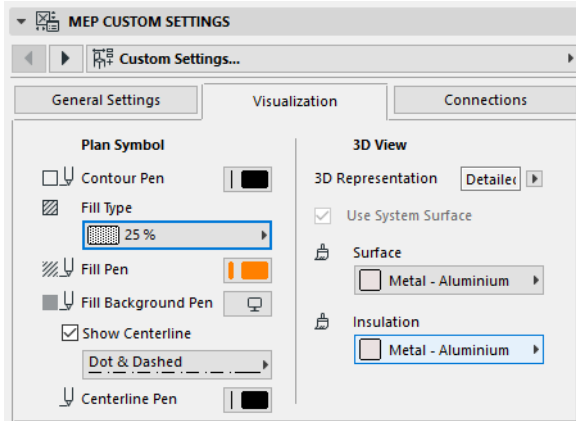 MEP CUSTOM SETTINGS
Custom Settings...
General Settings
Visualization
Connections
Plan Symbol
Contour Pen
Fill Type
25 %
Fill Pen
Fill Background Pen
Show Centerline
Dot & Dashed
Centerline Pen
3D View
3D Representation
Detailed
Use System Surface
Surface
Metal - Aluminium
Insulation
Metal - Aluminium